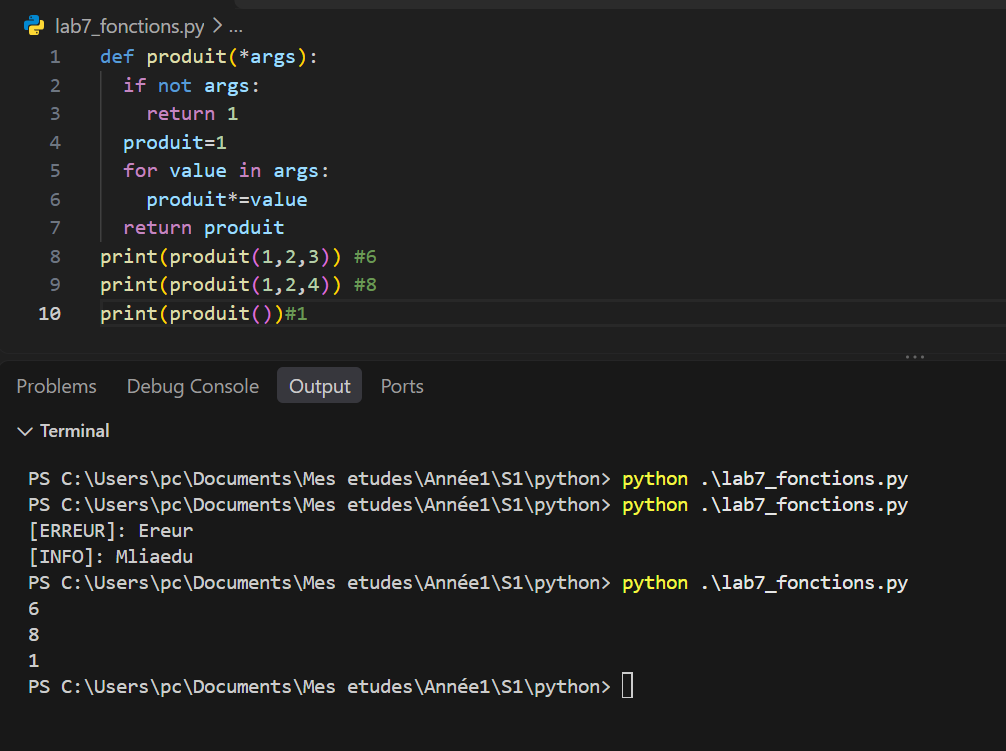 lab7_fonctions.py > ...
1 def produit(*args):
2   if not args:
3     return 1
4   produit=1
5   for value in args:
6     produit*=value
7   return produit
8 print(produit(1,2,3)) #6
9 print(produit(1,2,4)) #8
10 print(produit())#1
Problems Debug Console Output Ports
Terminal
PS C:\Users\pc\Documents\Mes etudes\Année1\S1\python> python .\lab7_fonctions.py
PS C:\Users\pc\Documents\Mes etudes\Année1\S1\python> python .\lab7_fonctions.py
[ERREUR]: Ereur
[INFO]: Mliaedu
PS C:\Users\pc\Documents\Mes etudes\Année1\S1\python> python .\lab7_fonctions.py
6
8
1
PS C:\Users\pc\Documents\Mes etudes\Année1\S1\python>